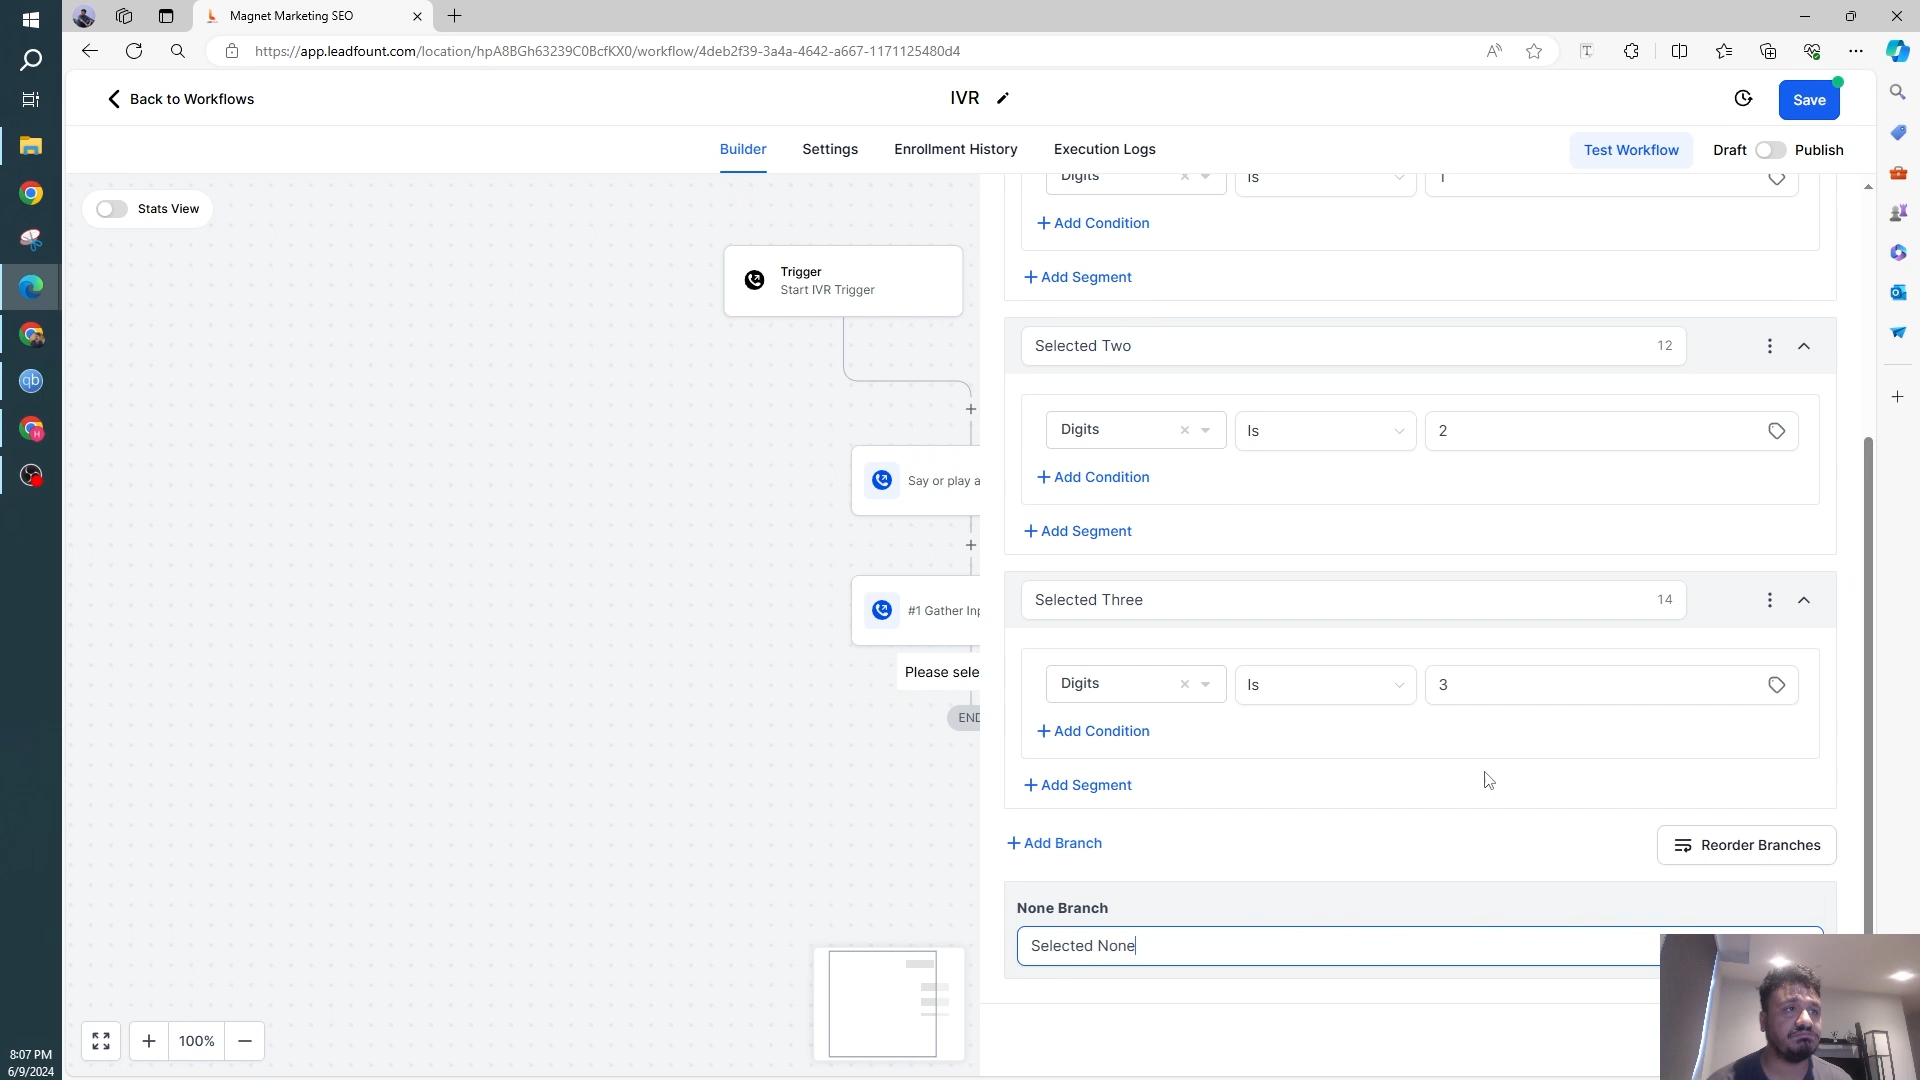 Magnet Marketing SEO
https://app.leadfount.com/location/hpA8BGh63239C0BcfKX0/workflow/4deb2f39-3a4a-4642-a667-1171125480d4
Back to Workflows
IVR
Save
Builder
Settings
Enrollment History
Execution Logs
Test Workflow
Draft
Publish
Stats View
Trigger
Start IVR Trigger
Say or play a
#1 Gather Inp
Please sele
END
Digits
Is
1
+ Add Condition
+ Add Segment
Selected Two
12
Digits
Is
2
+ Add Condition
+ Add Segment
Selected Three
14
Digits
Is
3
+ Add Condition
+ Add Segment
+ Add Branch
Reorder Branches
None Branch
Selected None
100%
qb
H
8:07 PM
6/9/2024